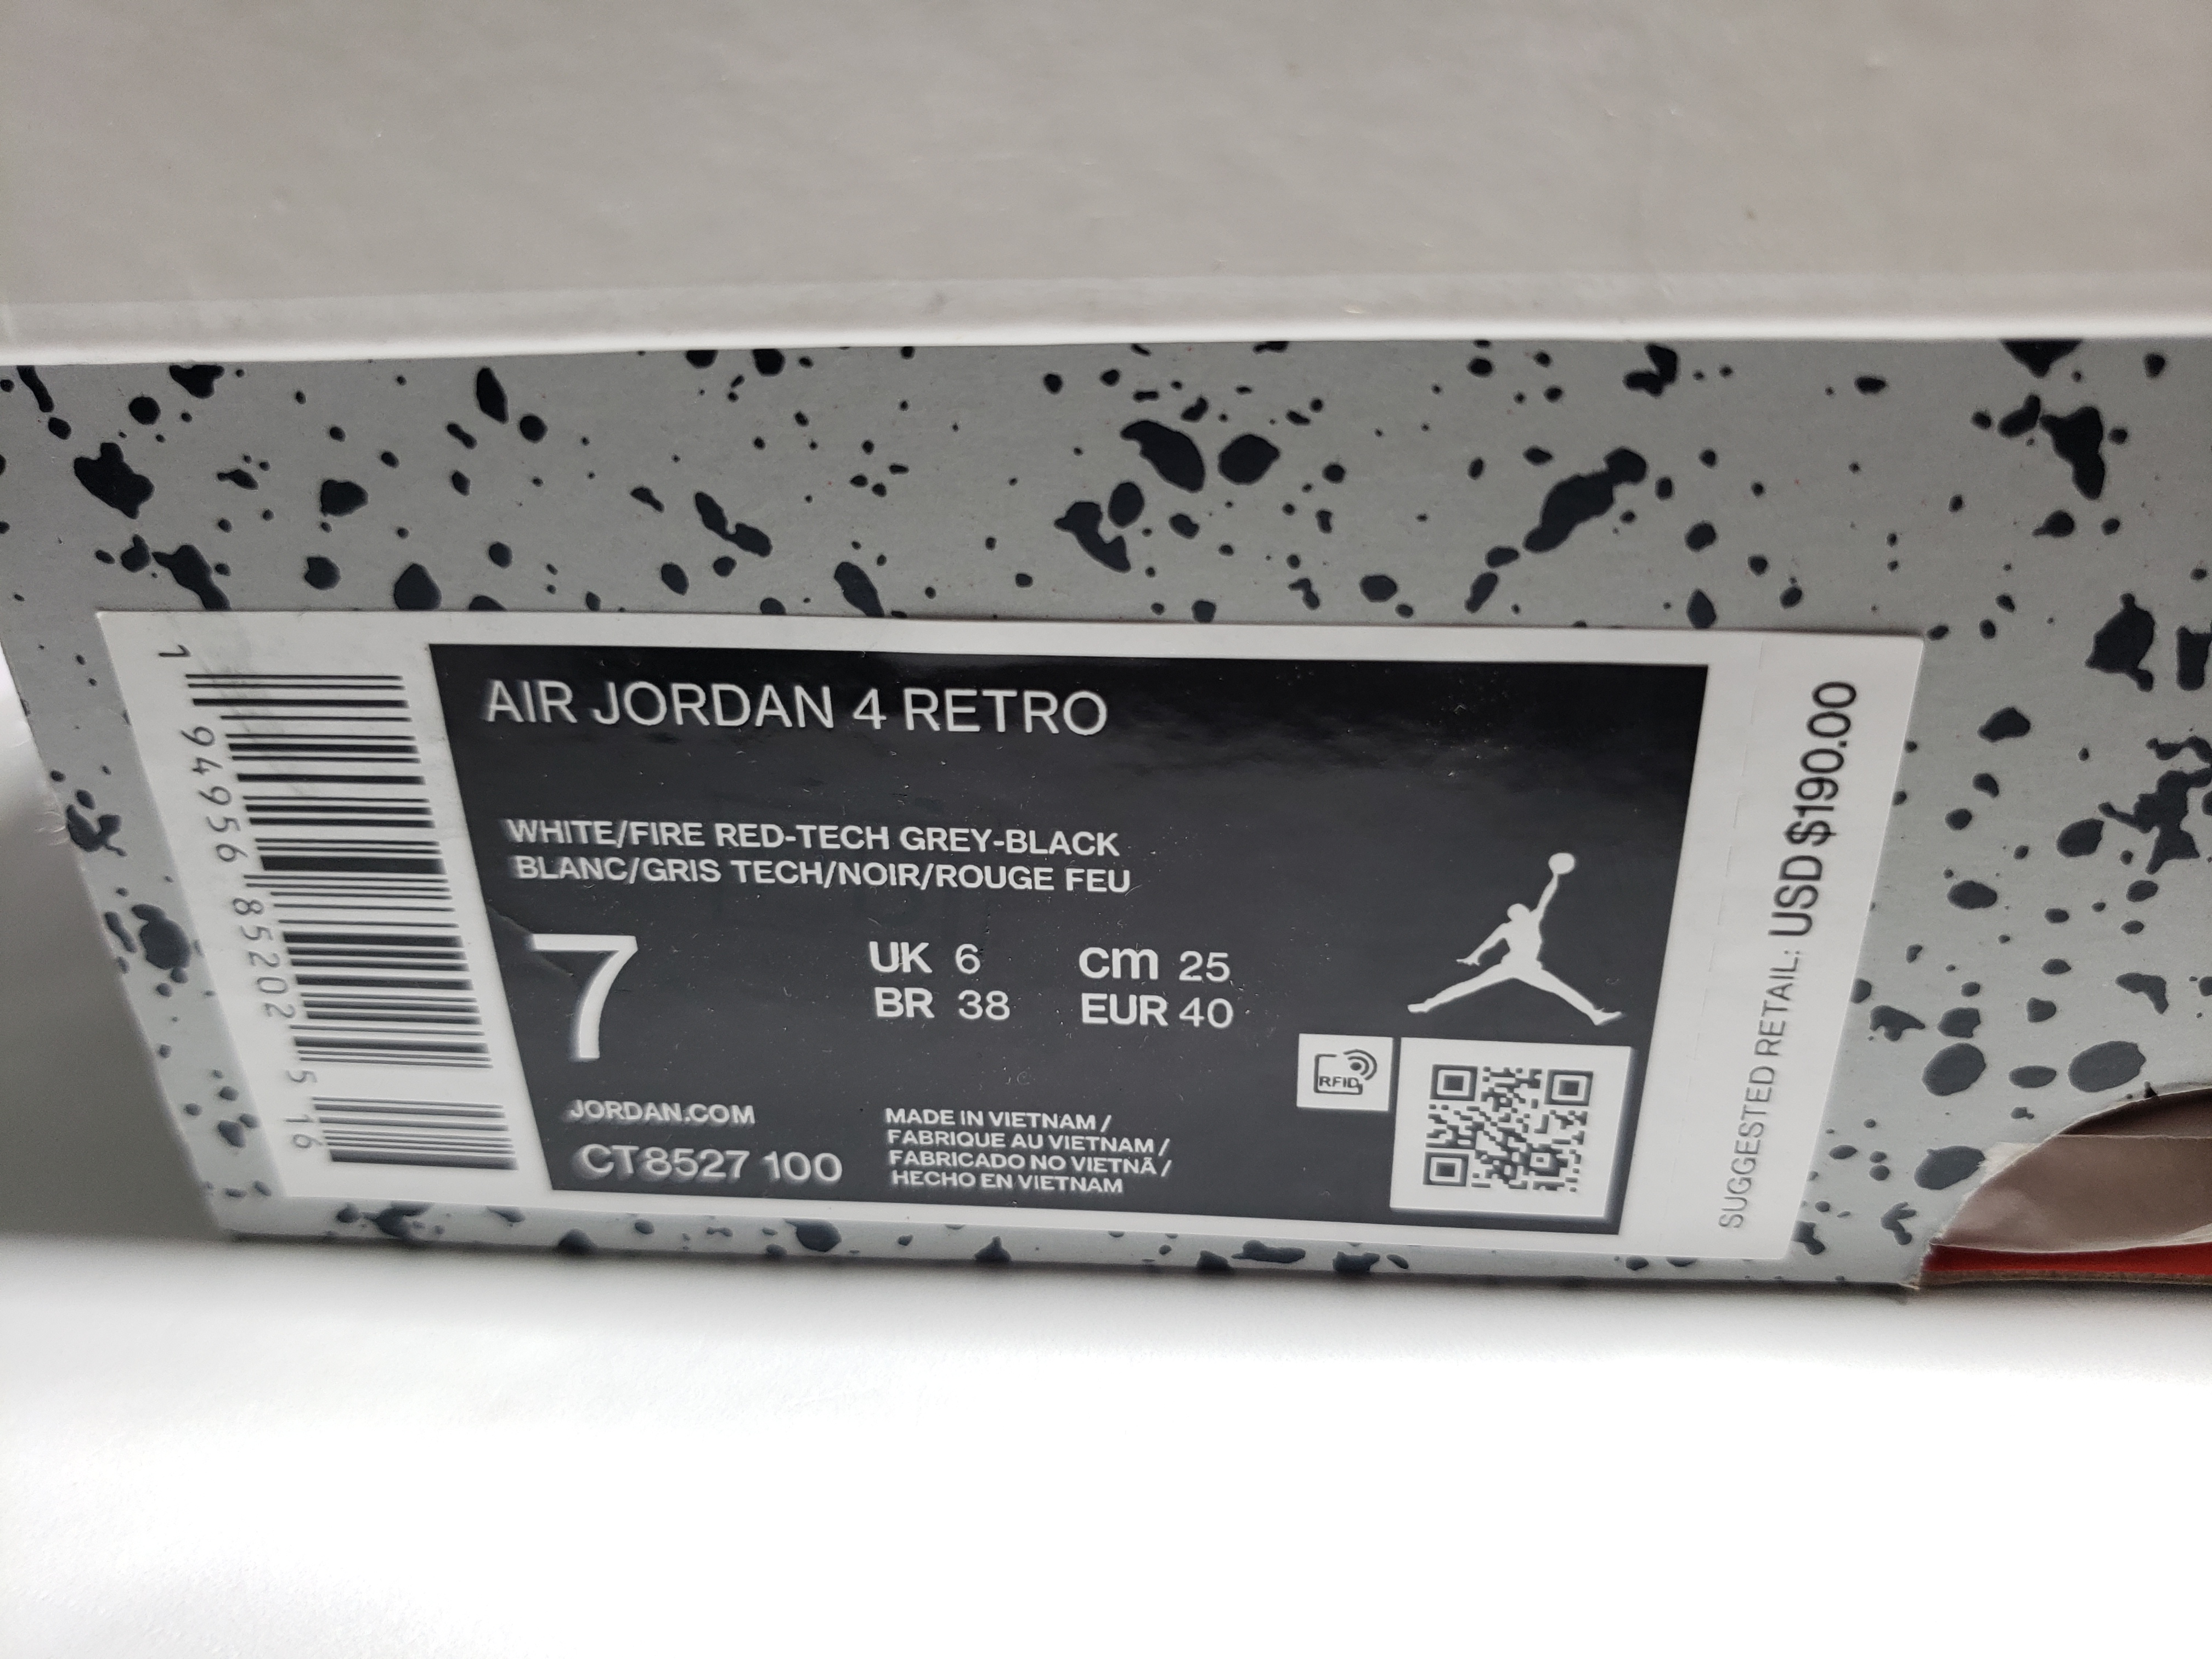 AIR JORDAN 4 RETRO
WHITE/FIRE RED-TECH GREY-BLACK
BLANC/GRIS TECH/NOIR/ROUGE FEU
7
UK 6
cm 25
BR 38
EUR 40
JORDAN.COM
CT8527 100
MADE IN VIETNAM /
FABRIQUE AU VIETNAM /
FABRICADO NO VIETNÃ /
HECHO EN VIETNAM
RFID
SUGGESTED RETAIL: USD$190.00
1 94956 85202 5 16